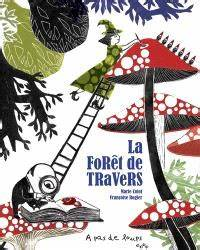 LA
FORÊT de
TRAVERS
Marie Colot
Françoise Rogier
A pas de loups